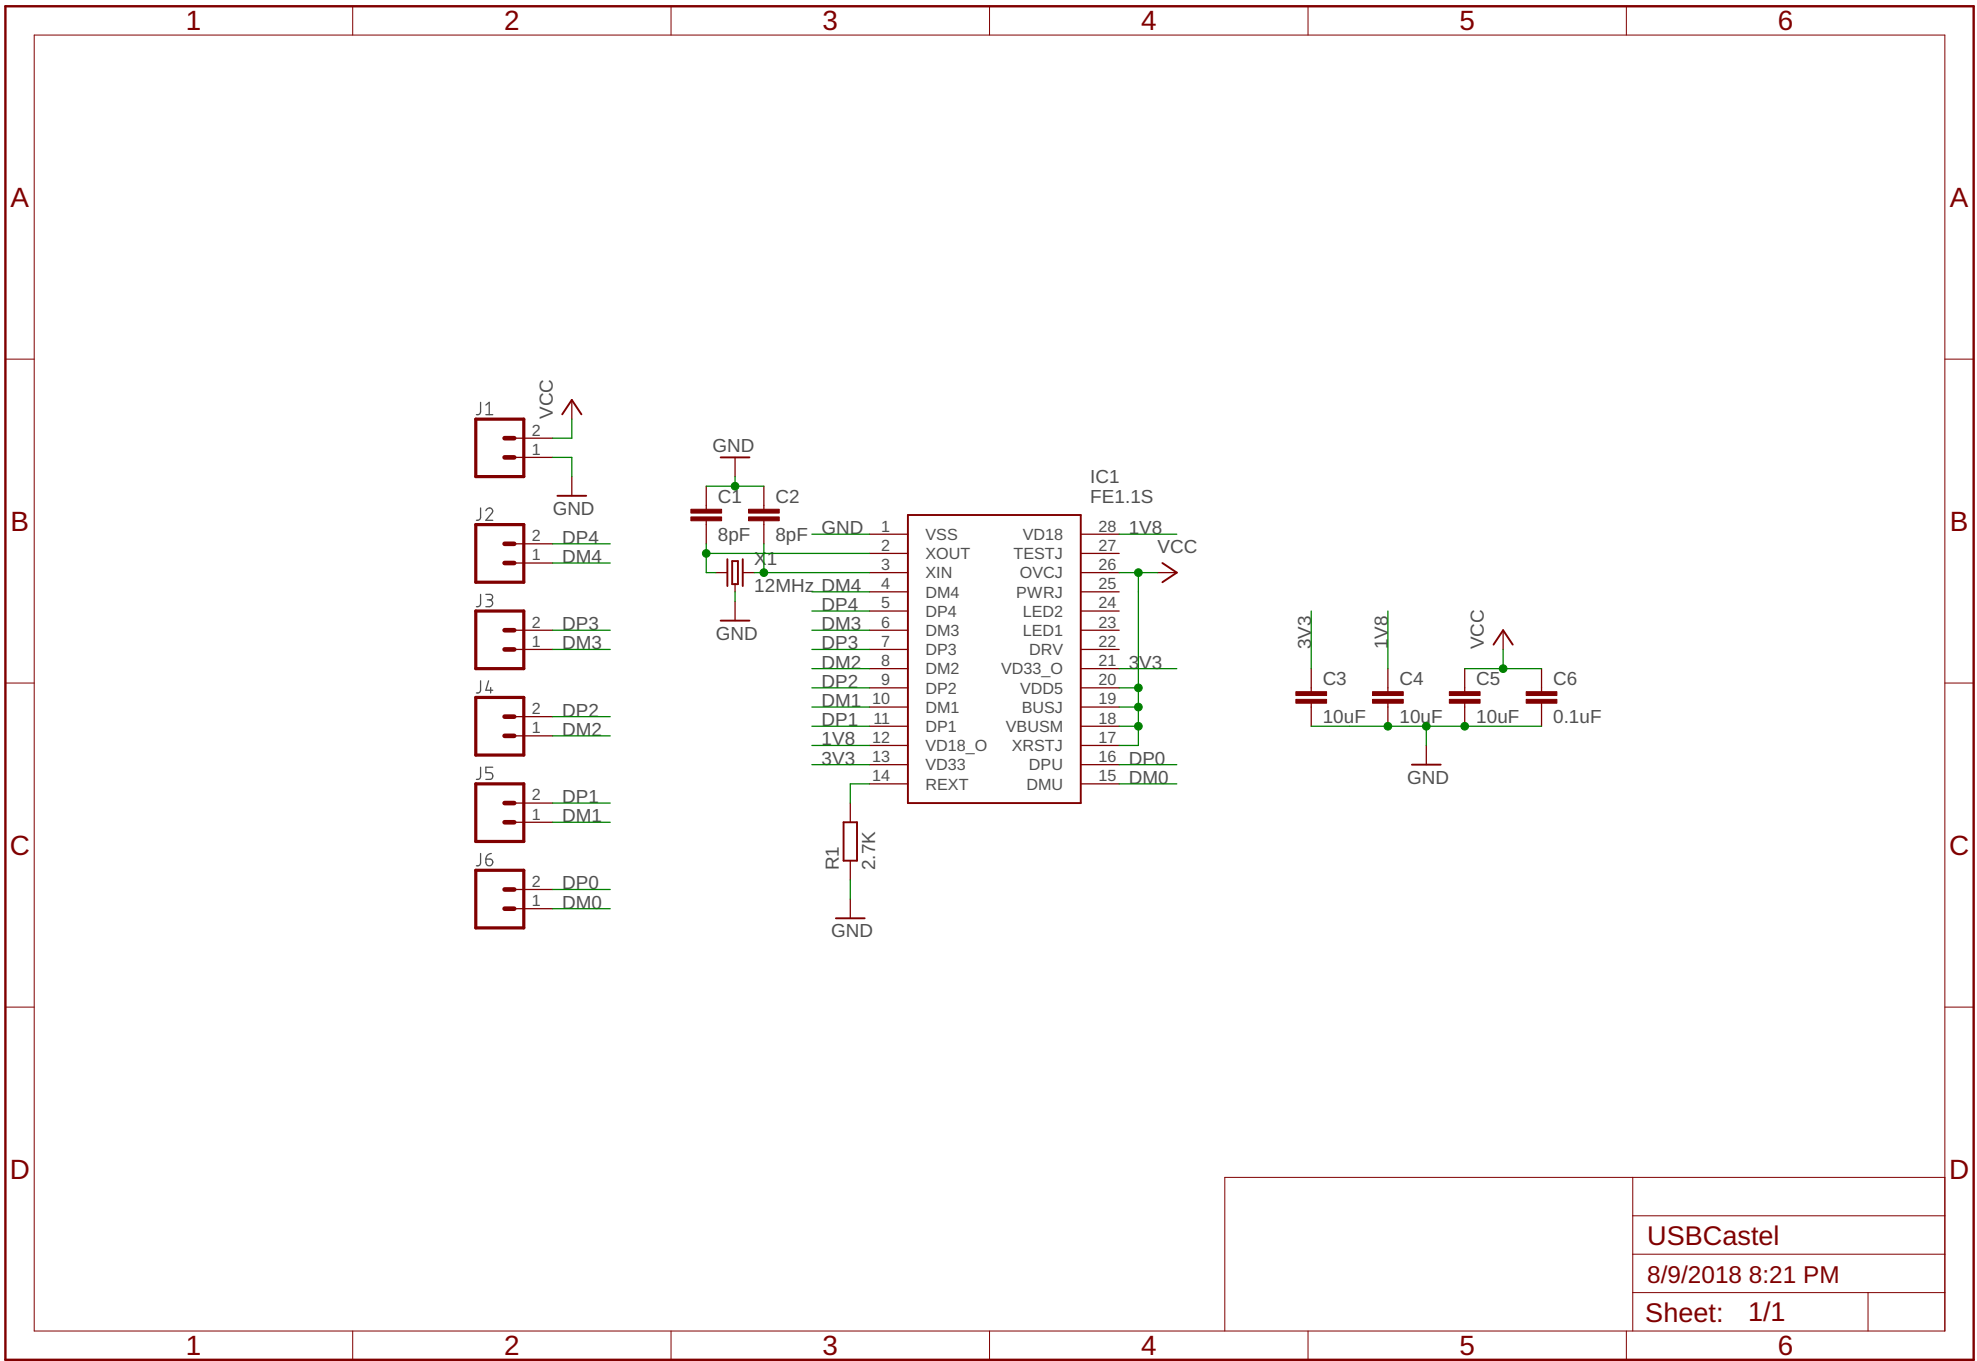 1 2 3 4 5 6
A A
VCC
J1
2
1
GND
J2
2 DP4
1 DM4
J3
2 DP3
1 DM3
J4
2 DP2
1 DM2
J5
2 DP1
1 DM1
J6
2 DP0
1 DM0
B B
GND
C1 C2
8pF 8pF
X1
12MHz
GND
IC1
FE1.1S
GND 1 VSS VD18 28 1V8
2 XOUT TESTJ 27
VCC
3 XIN OVCJ 26
DM4 4 DM4 PWRJ 25
DP4 5 DP4 LED2 24
DM3 6 DM3 LED1 23
DP3 7 DP3 DRV 22
DM2 8 DM2 VD33_O 21 3V3
DP2 9 DP2 VDD5 20
DM1 10 DM1 BUSJ 19
DP1 11 DP1 VBUSM 18
1V8 12 VD18_O XRSTJ 17
3V3 13 VD33 DPU 16 DP0
14 REXT DMU 15 DM0
R1
2.7K
GND
3V3 1V8 VCC
C3 C4 C5 C6
10uF 10uF 10uF 0.1uF
GND
C C
D D
USBCastel
8/9/2018 8:21 PM
Sheet: 1/1
1 2 3 4 5 6